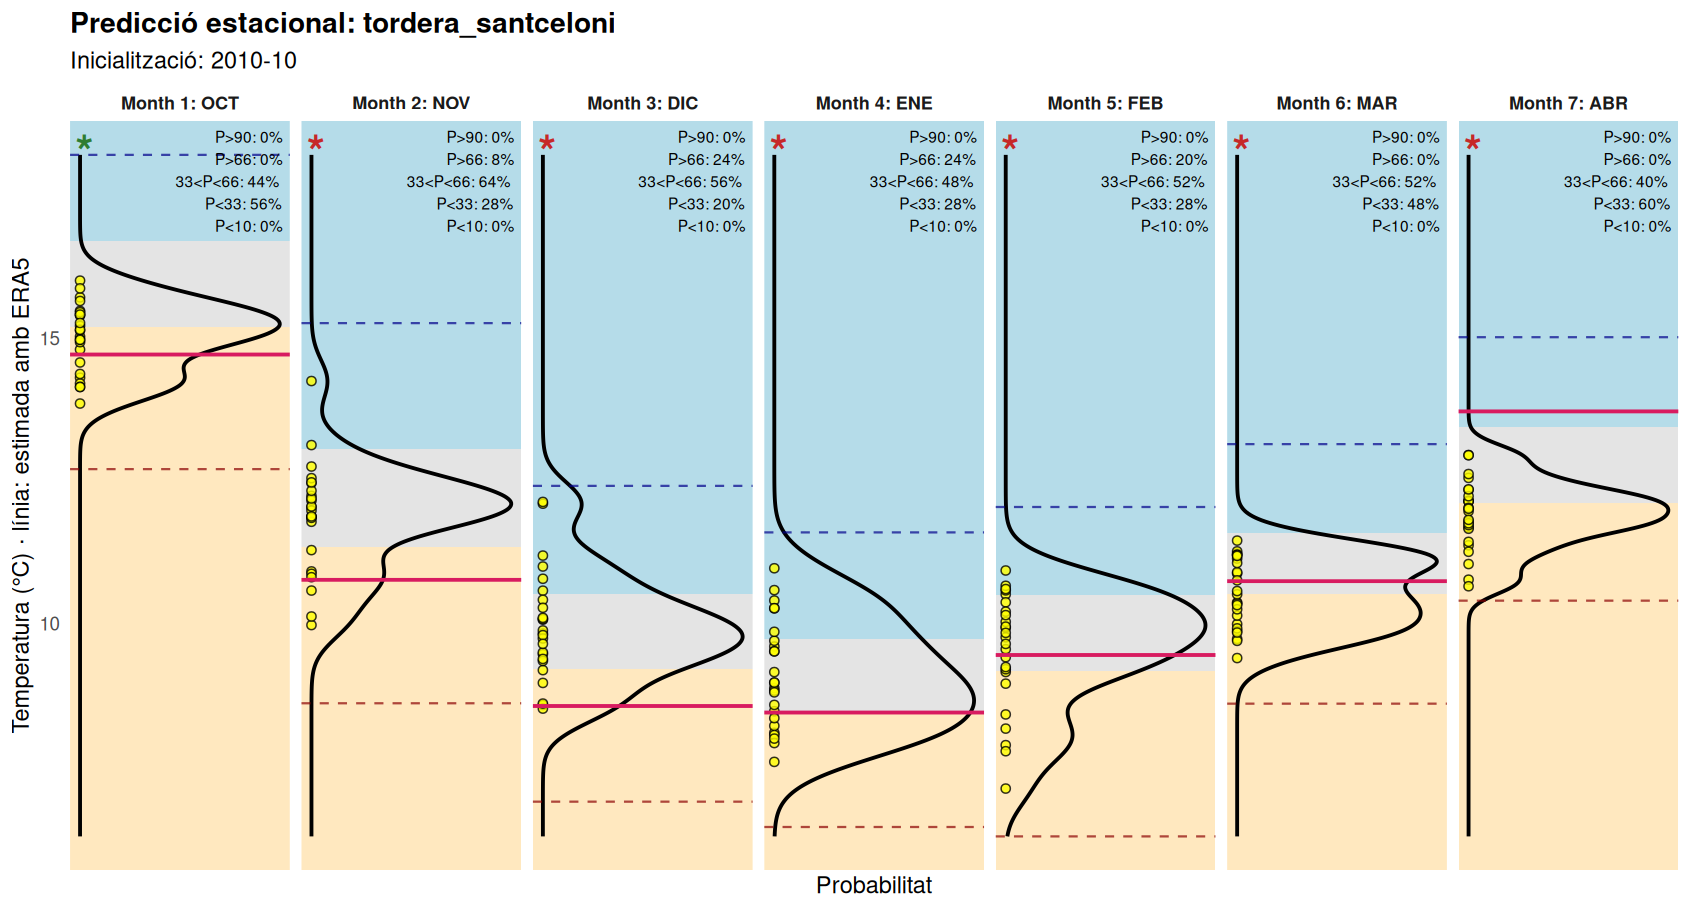 Predicció estacional: tordera_santceloni
Inicialització: 2010-10
Month 1: OCT
Month 2: NOV
Month 3: DIC
Month 4: ENE
Month 5: FEB
Month 6: MAR
Month 7: ABR
*
P>90: 0%
P>66: 0%
33<P<66: 44%
P<33: 56%
P<10: 0%
*
P>90: 0%
P>66: 8%
33<P<66: 64%
P<33: 28%
P<10: 0%
*
P>90: 0%
P>66: 24%
33<P<66: 56%
P<33: 20%
P<10: 0%
*
P>90: 0%
P>66: 24%
33<P<66: 48%
P<33: 28%
P<10: 0%
*
P>90: 0%
P>66: 20%
33<P<66: 52%
P<33: 28%
P<10: 0%
*
P>90: 0%
P>66: 0%
33<P<66: 52%
P<33: 48%
P<10: 0%
*
P>90: 0%
P>66: 0%
33<P<66: 40%
P<33: 60%
P<10: 0%
Temperatura (°C) · línia: estimada amb ERA5
15
10
Probabilitat